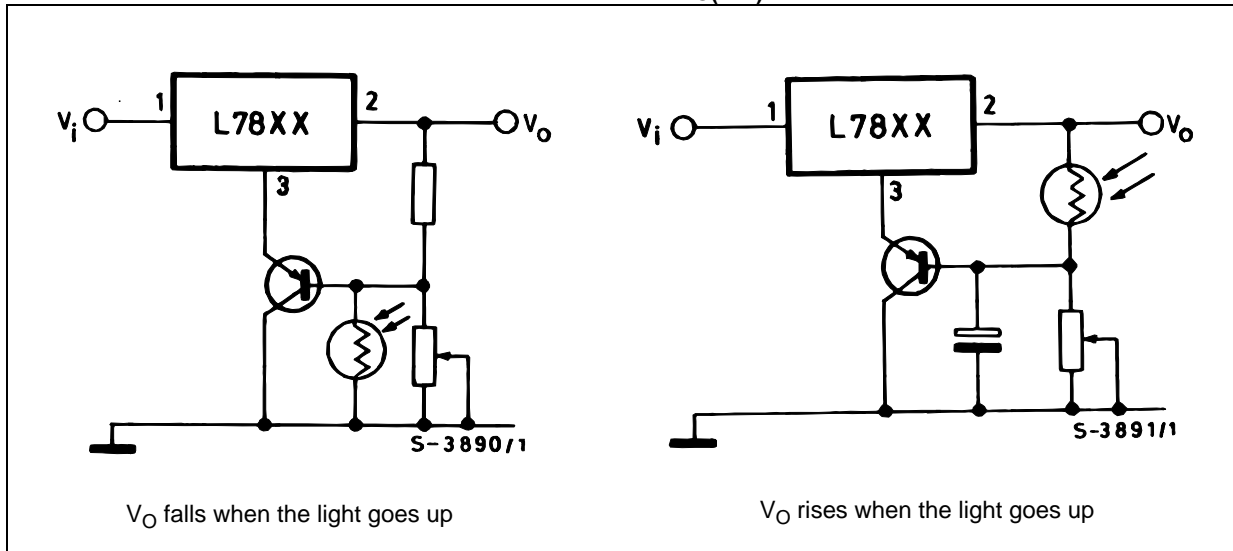 1
L78XX
2
Vi
VO
3
S-3890/1
VO falls when the light goes up
1
L78XX
2
Vi
VO
3
S-3891/1
VO rises when the light goes up